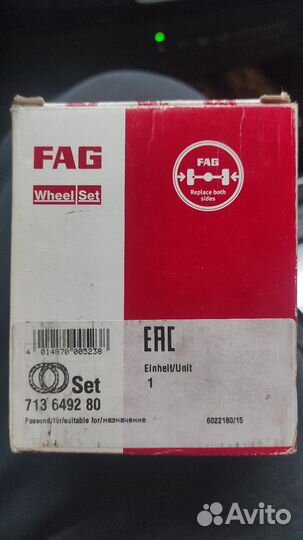 FAG
Wheel Set
FAG
Replace both
sides
4 014870 005238
EAC
Einheit/Unit
1
Set
713 6492 80
Passend/für/suitable for/назначение
6022180/15
Avito